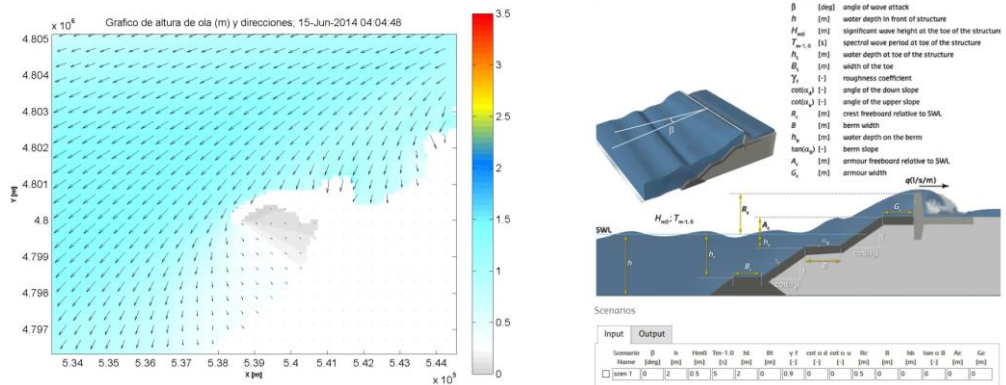 Grafico de altura de ola (m) y direcciones; 15-Jun-2014 04:04:48
x 10⁶
4.805
4.804
4.803
4.802
4.801
4.8
4.799
4.798
4.797
Y [m]
5.34 5.35 5.36 5.37 5.38 5.39 5.4 5.41 5.42 5.43 5.44
X [m]
x 10⁵
3.5
3
2.5
2
1.5
1
0.5
0
β [deg] angle of wave attack
h [m] water depth in front of structure
Hm0 [m] significant wave height at the toe of the structure
Tm-1,0 [s] spectral wave period at toe of the structure
ht [m] water depth at toe of the structure
Bt [m] width of the toe
γf [-] roughness coefficient
cot(αd) [-] angle of the down slope
cot(αu) [-] angle of the upper slope
Rc [m] crest freeboard relative to SWL
B [m] berm width
hb [m] water depth on the berm
tan(αB) [-] berm slope
Ac [m] armour freeboard relative to SWL
Gc [m] armour width
β
q(l/s/m)
Hm0; Tm-1,0
Rc
Ac
Gc
SWL
hb
h
ht
Bt
Scenarios
Input Output
Scenario Name β [deg] h [m] Hm0 [m] Tm-1.0 [s] ht [m] Bt [m] γ f [-] cot α d [-] cot α u [-] Rc [m] B [m] hb [m] tan α B [-] Ac [m] Gc [m]
scen 1 0 2 0.5 5 2 0 0.9 0 0 0.5 0 0 0 0 0